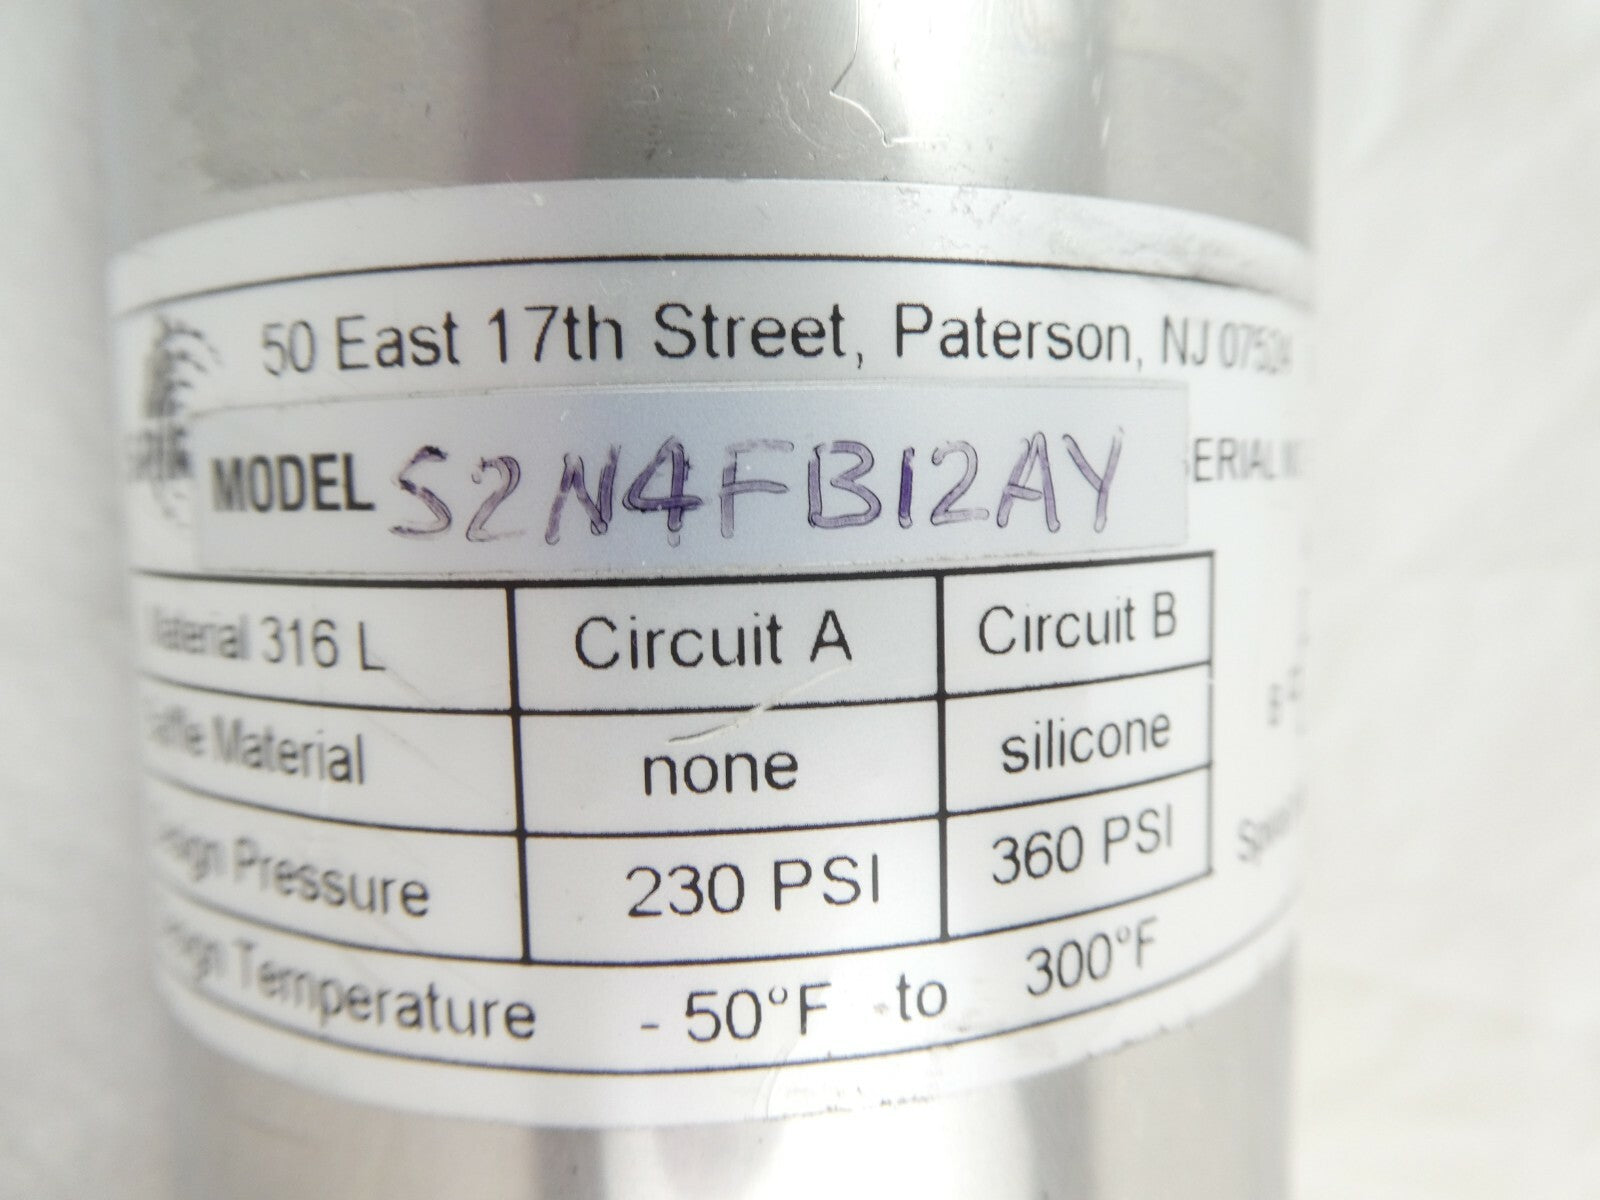 50 East 17th Street, Paterson, NJ 07524
MODEL S2N4FB12AY
SERIAL
Material 316 L Circuit A Circuit B
Baffle Material none silicone
Design Pressure 230 PSI 360 PSI
Design Temperature - 50°F to 300°F